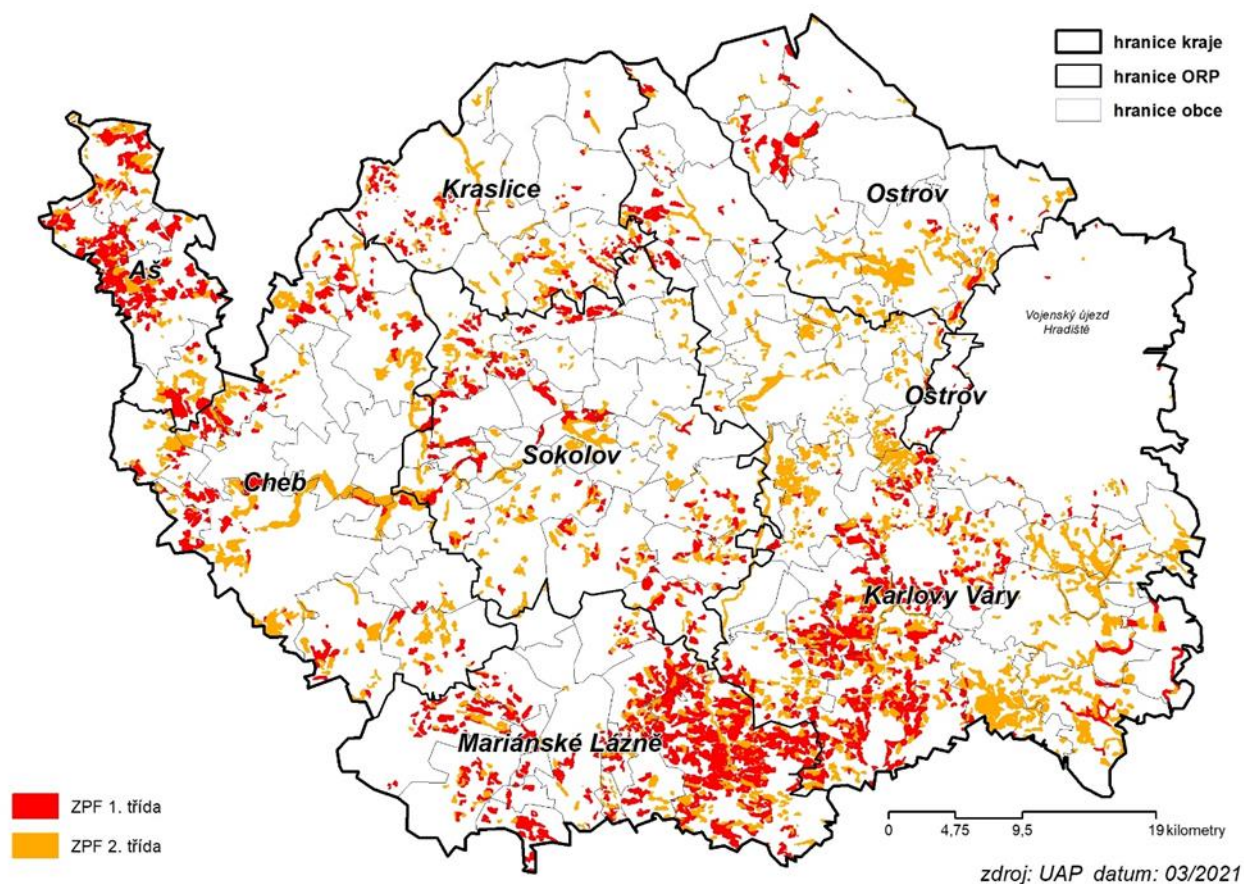 hranice kraje
hranice ORP
hranice obce
Kraslice
Ostrov
Aš
Vojenský újezd
Hradiště
Ostrov
Sokolov
Cheb
Karlovy Vary
Mariánské Lázně
ZPF 1. třída
ZPF 2. třída
0 4,75 9,5 19 kilometry
zdroj: UAP datum: 03/2021